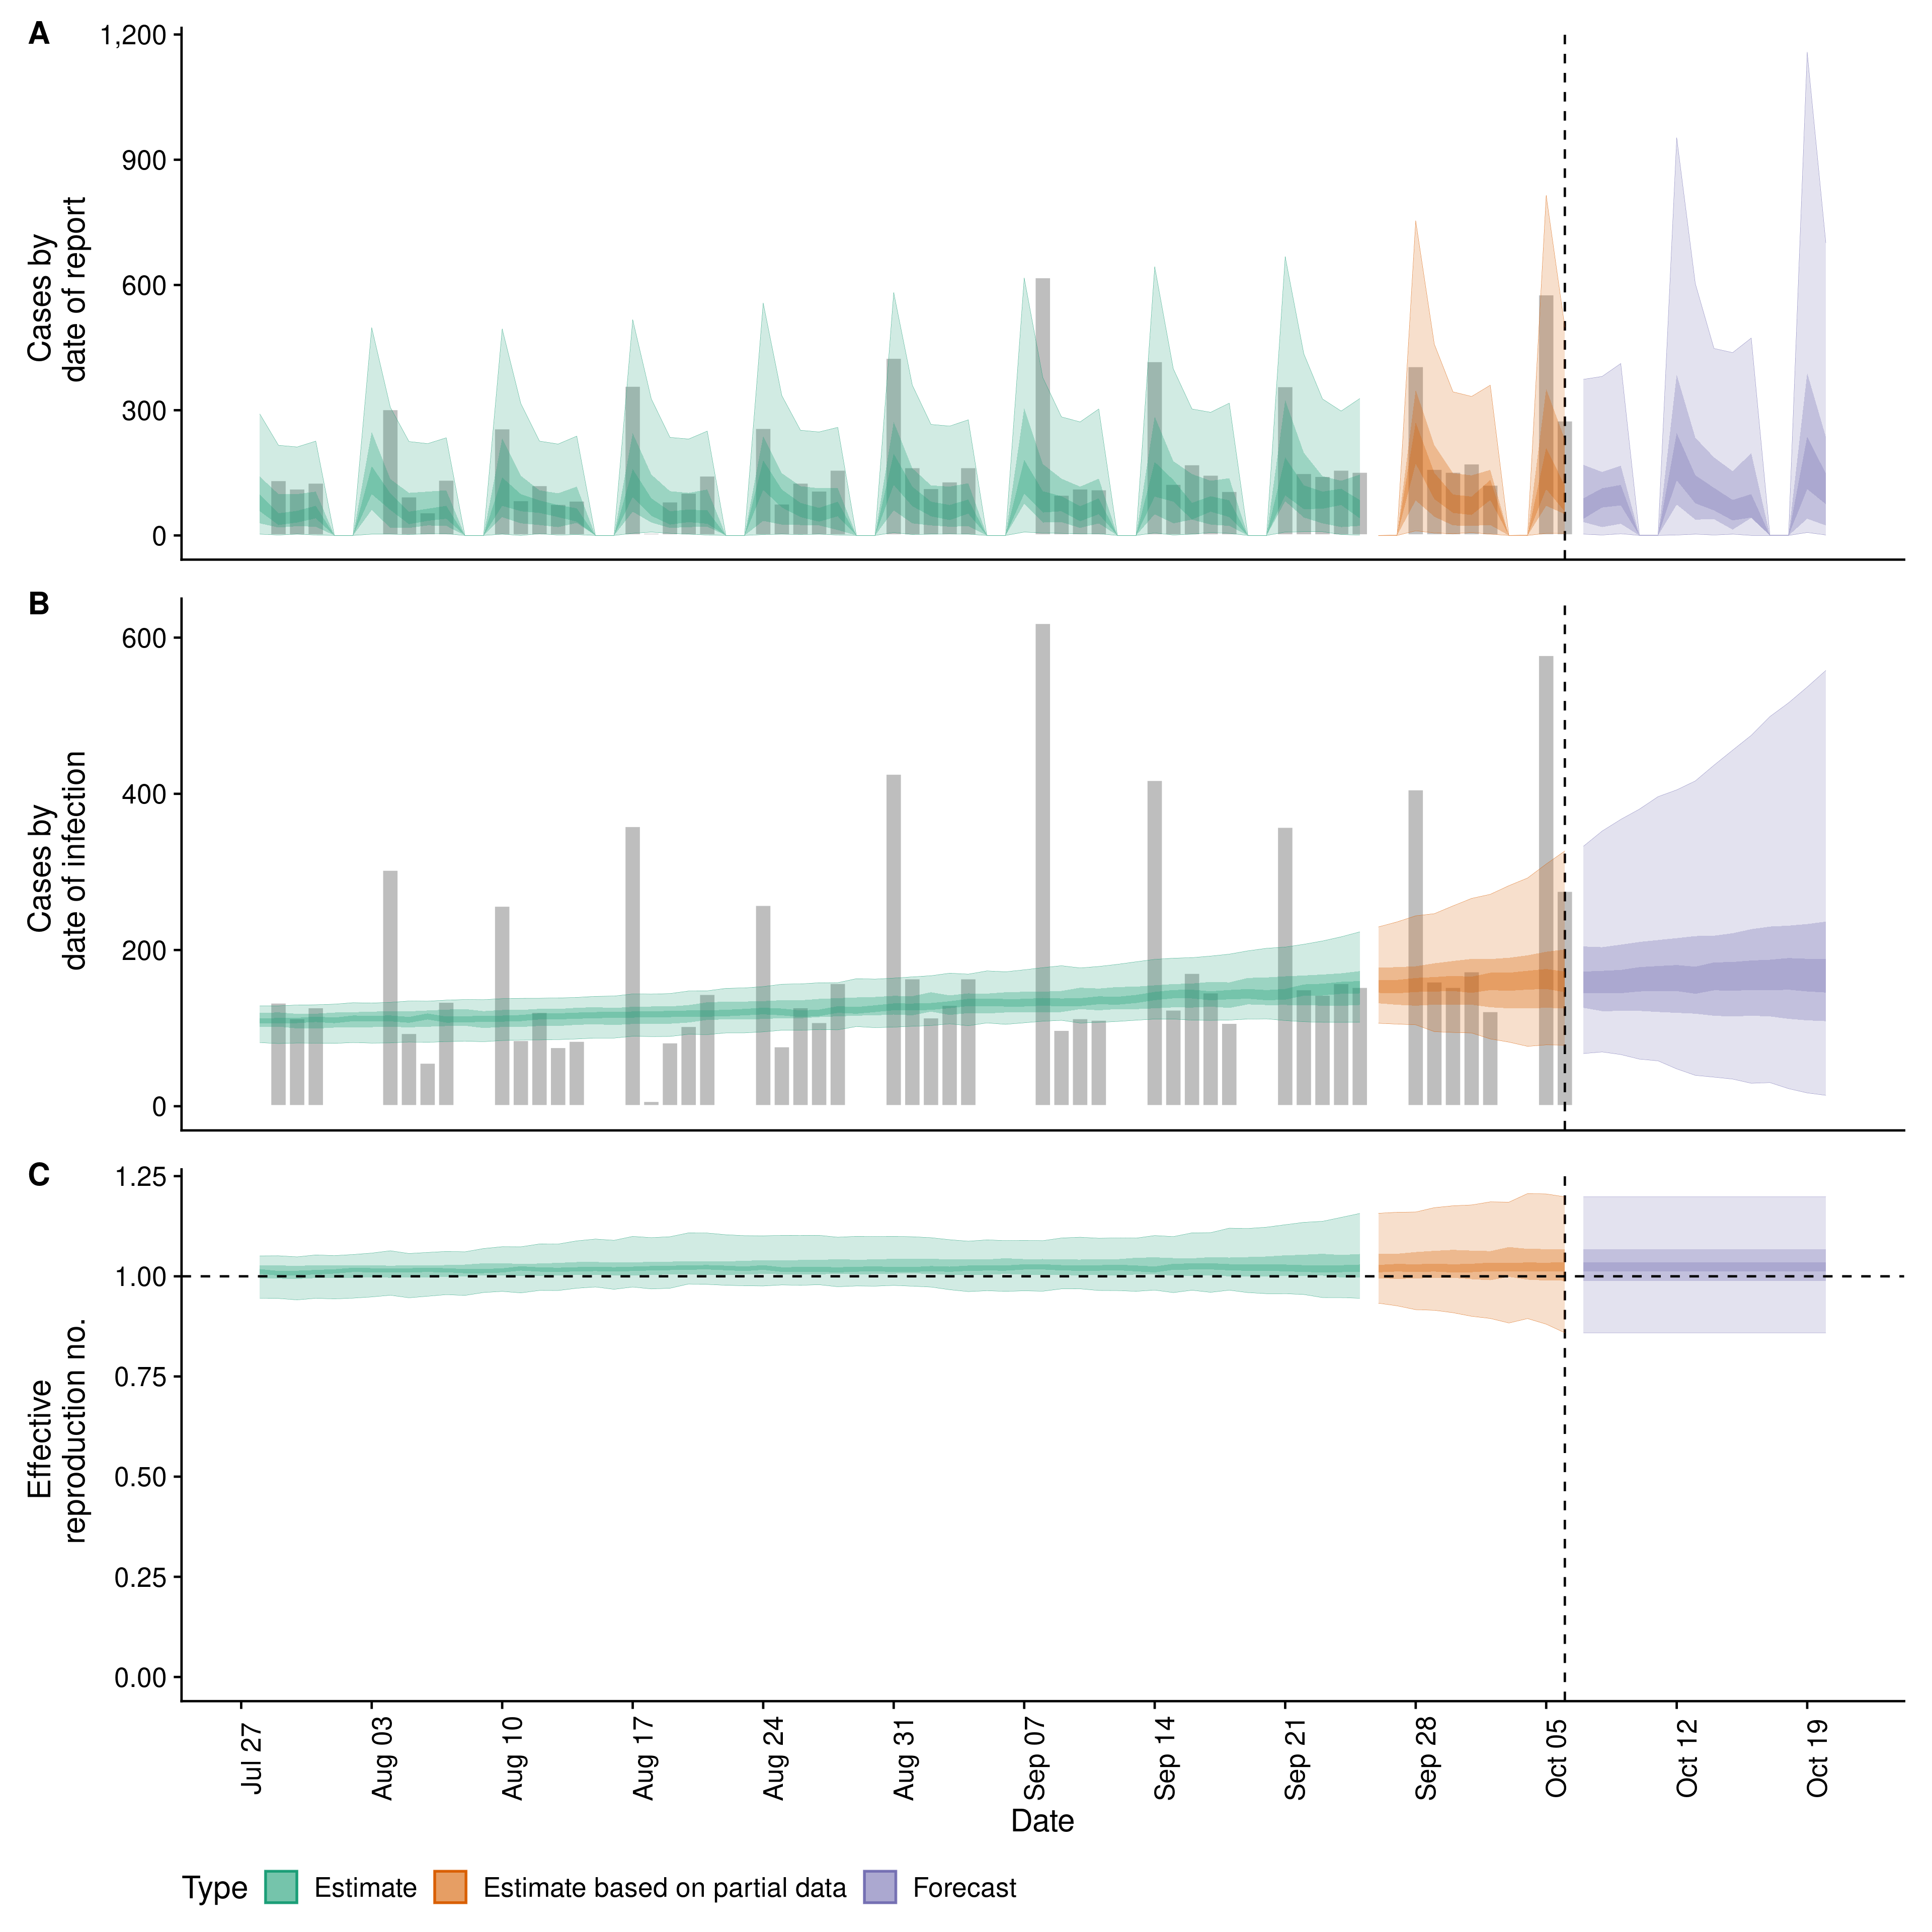 A
1,200
900
600
300
0
Cases by
date of report
B
600
400
200
0
Cases by
date of infection
C
1.25
1.00
0.75
0.50
0.25
0.00
Effective
reproduction no.
Jul 27
Aug 03
Aug 10
Aug 17
Aug 24
Aug 31
Sep 07
Sep 14
Sep 21
Sep 28
Oct 05
Oct 12
Oct 19
Date
Type Estimate Estimate based on partial data Forecast